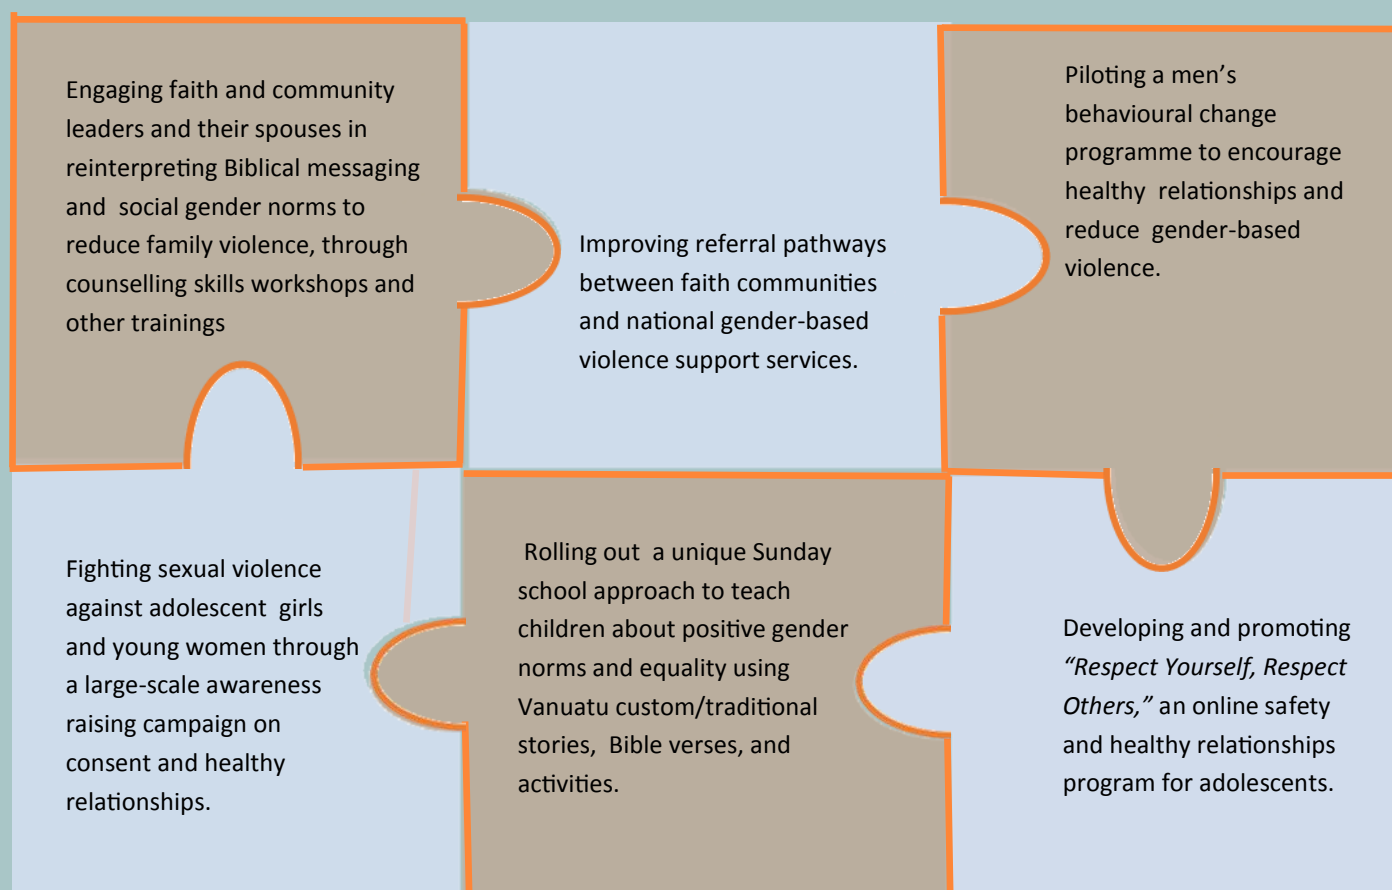 Engaging faith and community
leaders and their spouses in
reinterpreting Biblical messaging
and social gender norms to
reduce family violence, through
counselling skills workshops and
other trainings
Improving referral pathways
between faith communities
and national gender-based
violence support services.
Piloting a men’s
behavioural change
programme to encourage
healthy relationships and
reduce gender-based
violence.
Fighting sexual violence
against adolescent girls
and young women through
a large-scale awareness
raising campaign on
consent and healthy
relationships.
Rolling out a unique Sunday
school approach to teach
children about positive gender
norms and equality using
Vanuatu custom/traditional
stories, Bible verses, and
activities.
Developing and promoting
“Respect Yourself, Respect
Others,” an online safety
and healthy relationships
program for adolescents.